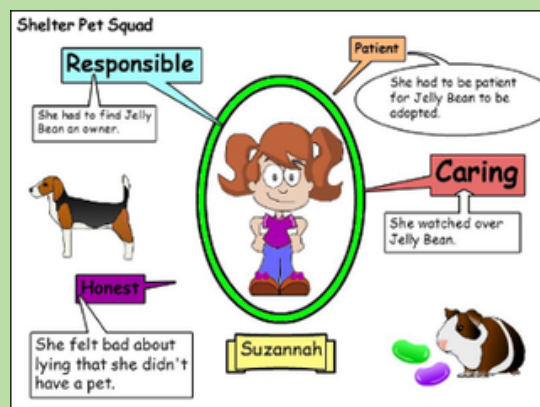 Shelter Pet Squad
Responsible
She had to find Jelly
Bean an owner.
Patient
She had to be patient
for Jelly Bean to be
adopted.
Caring
She watched over
Jelly Bean.
Honest
She felt bad about
lying that she didn't
have a pet.
Suzannah